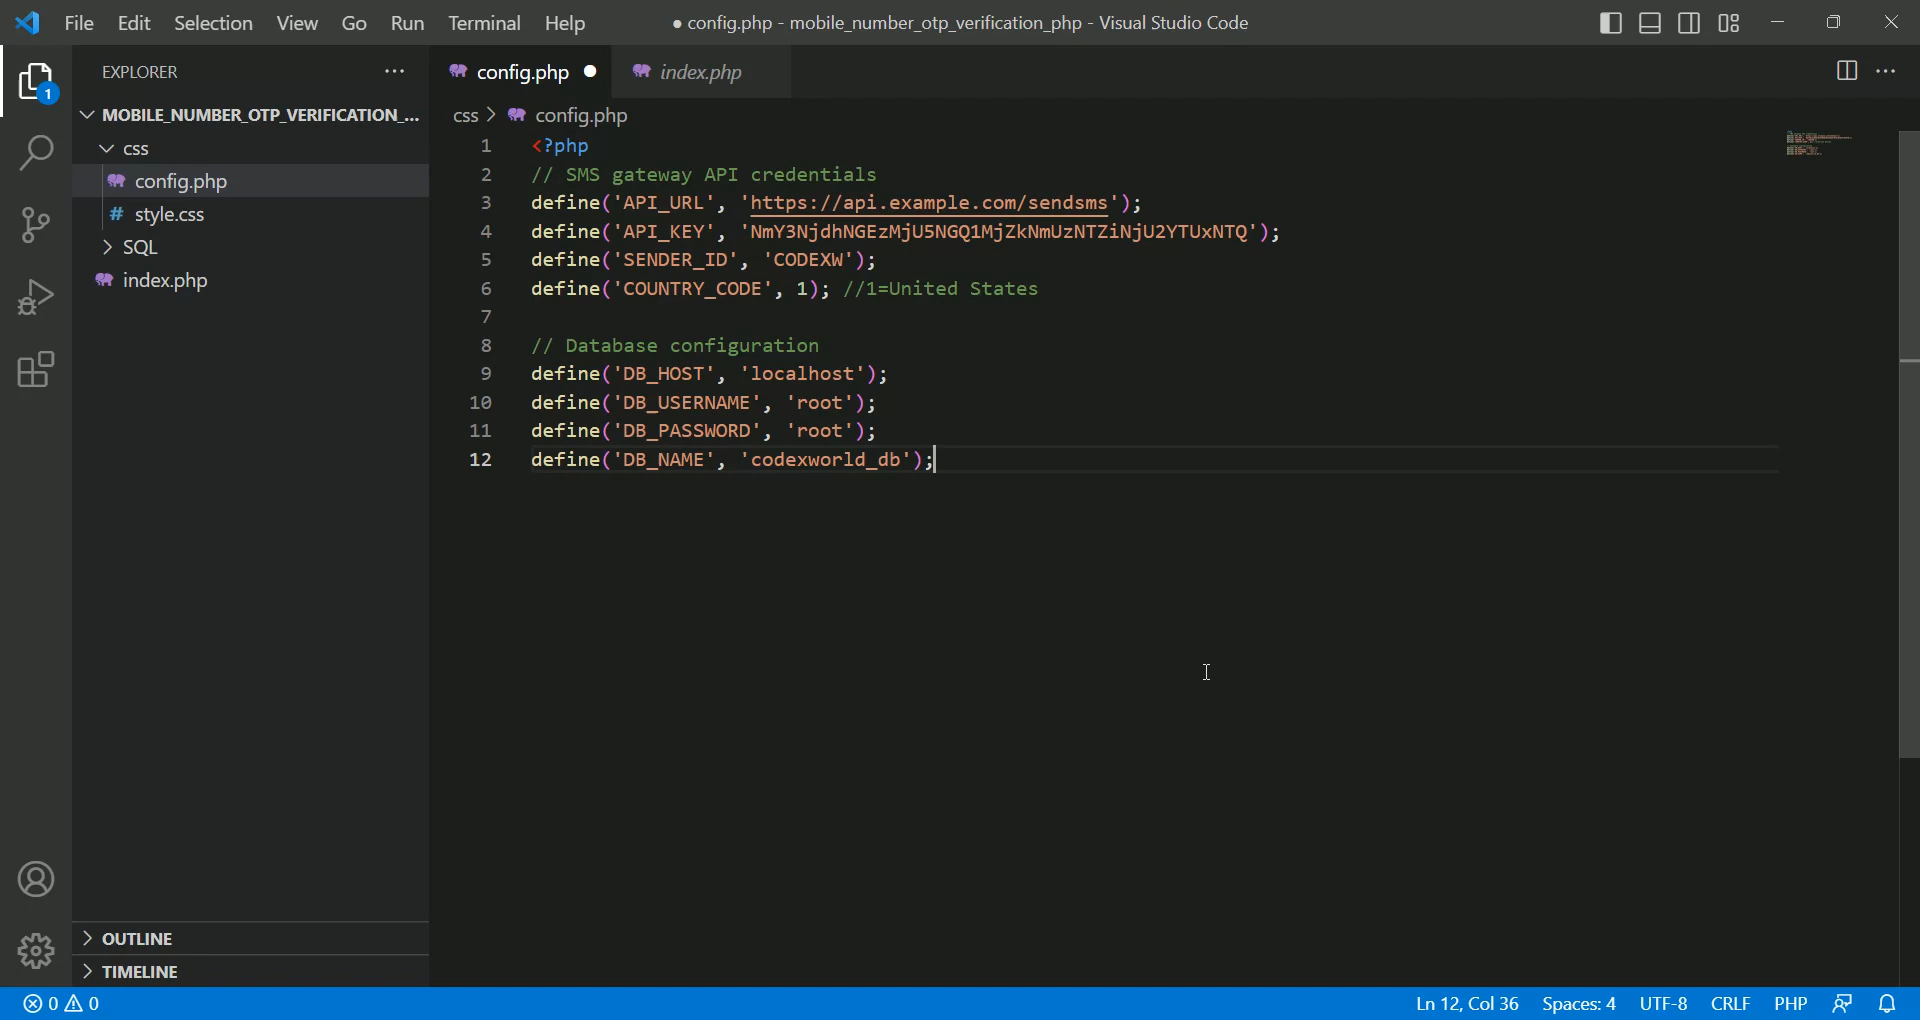 File Edit Selection View Go Run Terminal Help
● config.php - mobile_number_otp_verification_php - Visual Studio Code
EXPLORER
1
MOBILE_NUMBER_OTP_VERIFICATION_...
css
config.php
style.css
SQL
index.php
OUTLINE
TIMELINE
config.php
index.php
css > config.php
1 <?php
2 // SMS gateway API credentials
3 define('API_URL', 'https://api.example.com/sendsms');
4 define('API_KEY', 'NmY3NjdhNGEzMjU5NGQ1MjZkNmUzNTZiNjU2YTUxNTQ');
5 define('SENDER_ID', 'CODEXW');
6 define('COUNTRY_CODE', 1); //1=United States
7
8 // Database configuration
9 define('DB_HOST', 'localhost');
10 define('DB_USERNAME', 'root');
11 define('DB_PASSWORD', 'root');
12 define('DB_NAME', 'codexworld_db');
0 0
Ln 12, Col 36 Spaces: 4 UTF-8 CRLF PHP